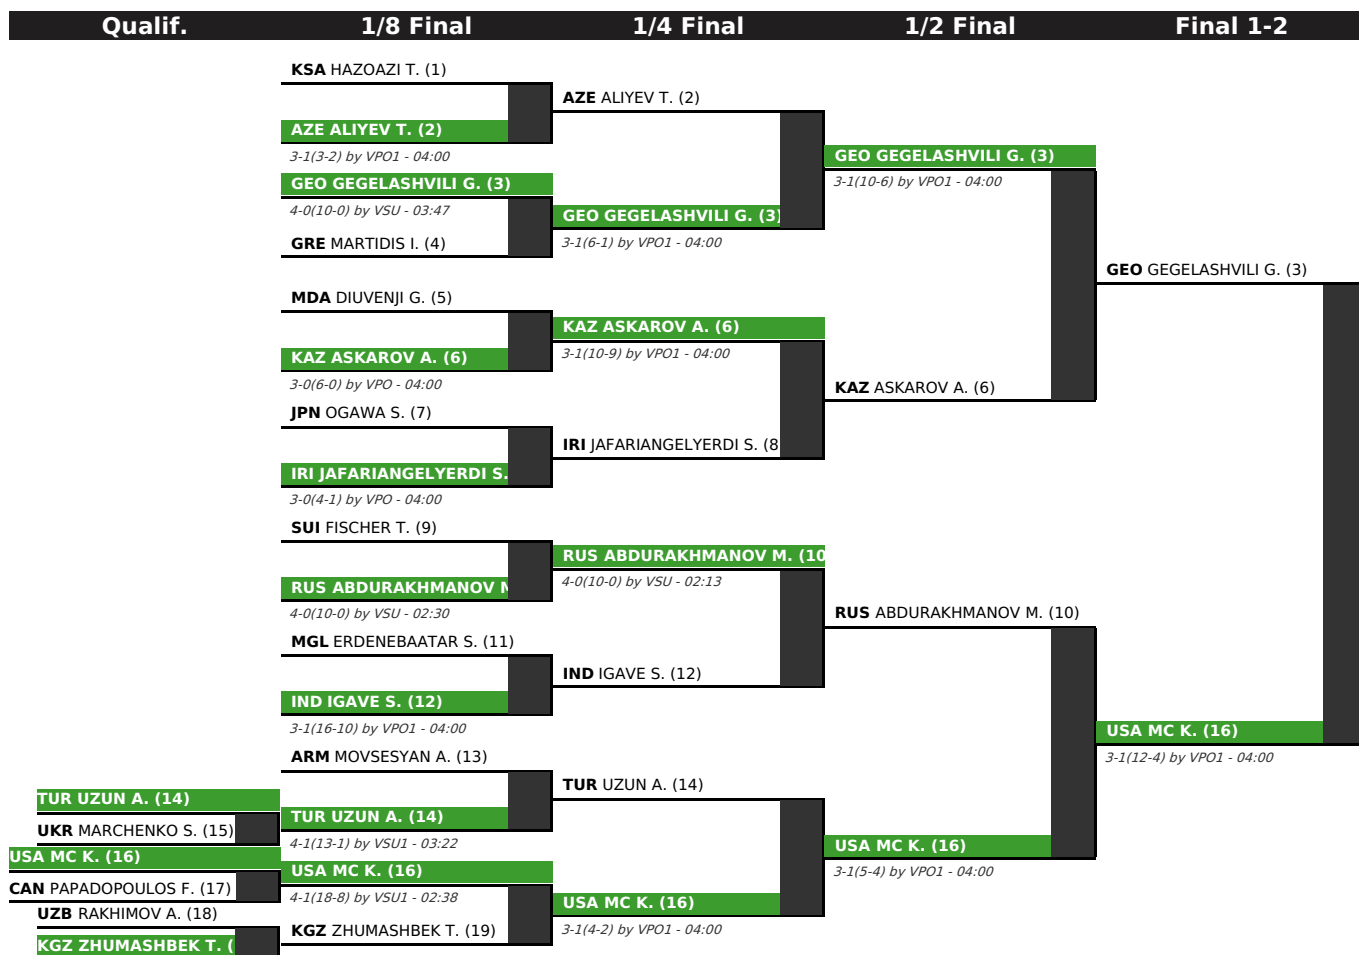 Qualif. 1/8 Final 1/4 Final 1/2 Final Final 1-2
KSA HAZOAZI T. (1)
AZE ALIYEV T. (2)
3-1(3-2) by VPO1 - 04:00
GEO GEGELASHVILI G. (3)
4-0(10-0) by VSU - 03:47
GRE MARTIDIS I. (4)
MDA DIUVENJI G. (5)
KAZ ASKAROV A. (6)
3-0(6-0) by VPO - 04:00
JPN OGAWA S. (7)
IRI JAFARIANGELYERDI S.
3-0(4-1) by VPO - 04:00
SUI FISCHER T. (9)
RUS ABDURAKHMANOV M
4-0(10-0) by VSU - 02:30
MGL ERDENEBAATAR S. (11)
IND IGAVE S. (12)
3-1(16-10) by VPO1 - 04:00
ARM MOVSESYAN A. (13)
TUR UZUN A. (14)
4-1(13-1) by VSU1 - 03:22
USA MC K. (16)
4-1(18-8) by VSU1 - 02:38
KGZ ZHUMASHBEK T. (19)
TUR UZUN A. (14)
UKR MARCHENKO S. (15)
USA MC K. (16)
CAN PAPADOPOULOS F. (17)
UZB RAKHIMOV A. (18)
KGZ ZHUMASHBEK T. (
AZE ALIYEV T. (2)
GEO GEGELASHVILI G. (3)
3-1(6-1) by VPO1 - 04:00
KAZ ASKAROV A. (6)
3-1(10-9) by VPO1 - 04:00
IRI JAFARIANGELYERDI S. (8
RUS ABDURAKHMANOV M. (10
4-0(10-0) by VSU - 02:13
IND IGAVE S. (12)
TUR UZUN A. (14)
USA MC K. (16)
3-1(4-2) by VPO1 - 04:00
GEO GEGELASHVILI G. (3)
3-1(10-6) by VPO1 - 04:00
KAZ ASKAROV A. (6)
RUS ABDURAKHMANOV M. (10)
USA MC K. (16)
3-1(5-4) by VPO1 - 04:00
GEO GEGELASHVILI G. (3)
USA MC K. (16)
3-1(12-4) by VPO1 - 04:00